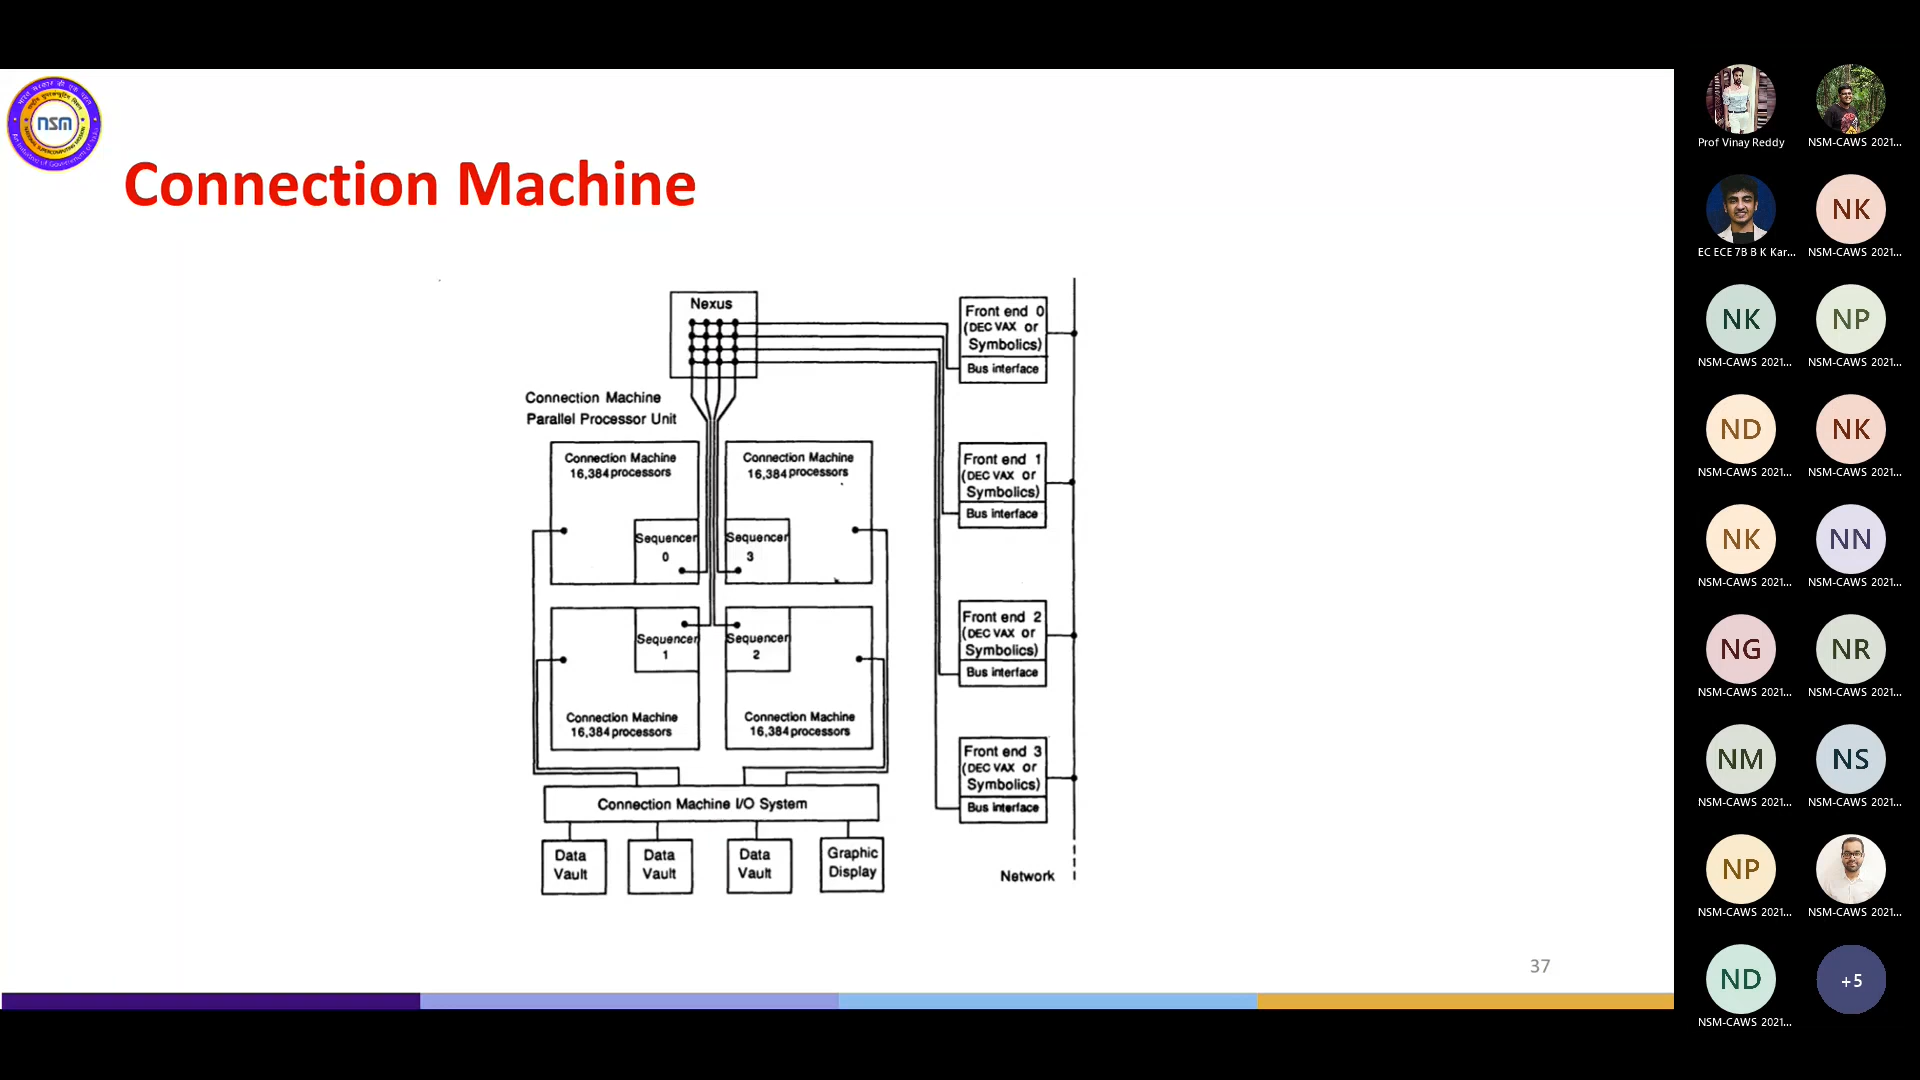 nsm
Connection Machine
Nexus
Connection Machine
Parallel Processor Unit
Connection Machine
16,384 processors
Sequencer
0
Connection Machine
16,384 processors
Sequencer
3
Sequencer
1
Connection Machine
16,384 processors
Sequencer
2
Connection Machine
16,384 processors
Connection Machine I/O System
Data
Vault
Data
Vault
Data
Vault
Graphic
Display
Front end 0
(DEC VAX or
Symbolics)
Bus interface
Front end 1
(DEC VAX or
Symbolics)
Bus interface
Front end 2
(DEC VAX or
Symbolics)
Bus interface
Front end 3
(DEC VAX or
Symbolics)
Bus interface
Network
37
Prof Vinay Reddy
NSM-CAWS 2021...
EC ECE 7B B K Kar...
NK
NSM-CAWS 2021...
NK
NSM-CAWS 2021...
NP
NSM-CAWS 2021...
ND
NSM-CAWS 2021...
NK
NSM-CAWS 2021...
NK
NSM-CAWS 2021...
NN
NSM-CAWS 2021...
NG
NSM-CAWS 2021...
NR
NSM-CAWS 2021...
NM
NSM-CAWS 2021...
NS
NSM-CAWS 2021...
NP
NSM-CAWS 2021...
NSM-CAWS 2021...
ND
NSM-CAWS 2021...
+5